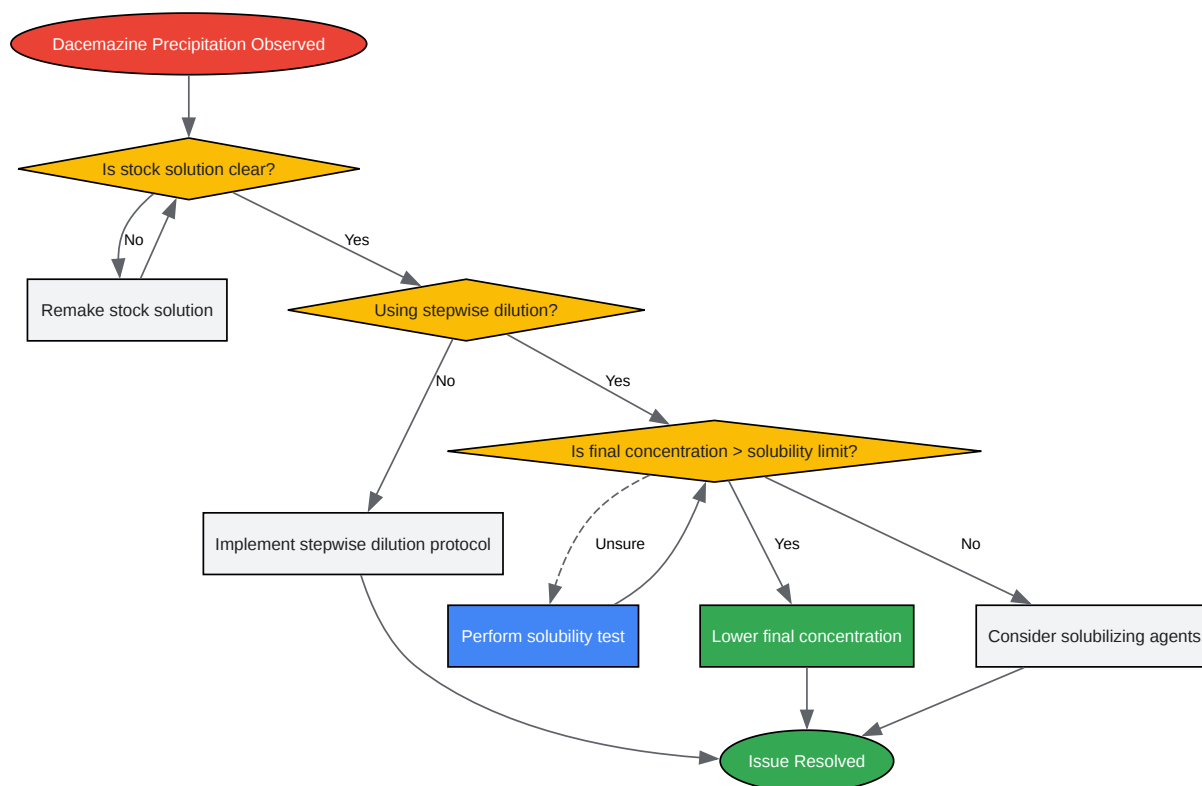 Dacemazine Precipitation Observed
Is stock solution clear?
No
Yes
Remake stock solution
Using stepwise dilution?
No
Yes
Is final concentration > solubility limit?
Implement stepwise dilution protocol
Unsure
Yes
No
Perform solubility test
Lower final concentration
Consider solubilizing agents
Issue Resolved